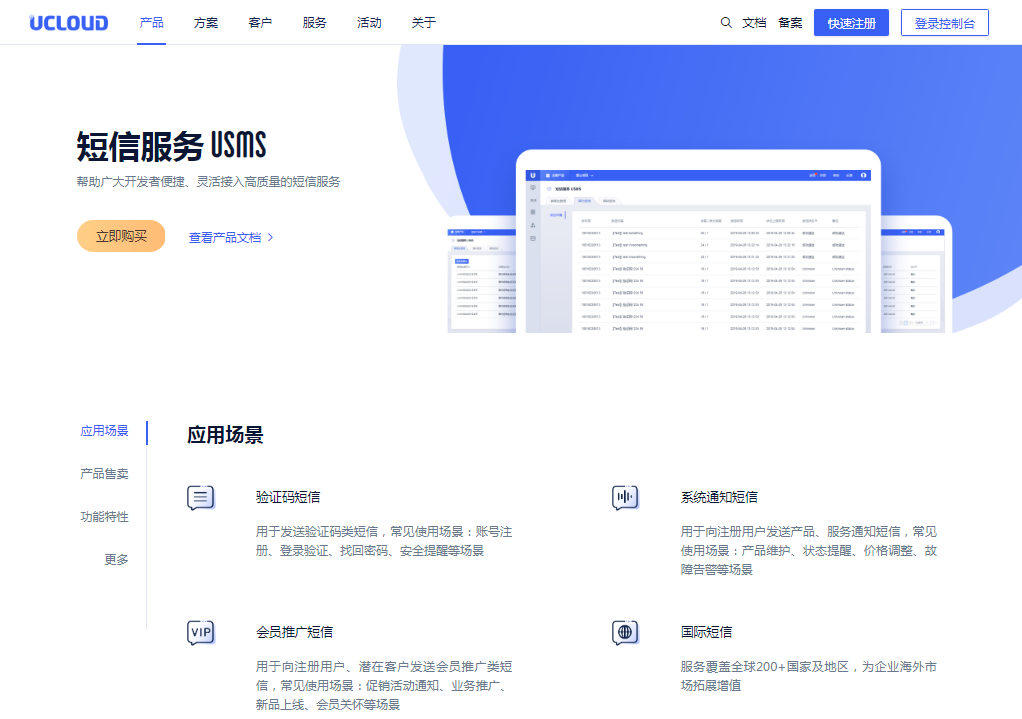 UCLOUD 产品 方案 客户 服务 活动 关于 文档 备案 快速注册 登录控制台
短信服务 USMS
帮助广大开发者便捷、灵活接入高质量的短信服务
立即购买 查看产品文档
应用场景
产品售卖
功能特性
更多
应用场景
验证码短信
用于发送验证码类短信，常见使用场景：账号注
册、登录验证、找回密码、安全提醒等场景
系统通知短信
用于向注册用户发送产品、服务通知短信，常见
使用场景：产品维护、状态提醒、价格调整、故
障告警等场景
VIP
会员推广短信
用于向注册用户、潜在客户发送会员推广类短
信，常见使用场景：促销活动通知、业务推广、
新品上线、会员关怀等场景
国际短信
服务覆盖全球200+国家及地区，为企业海外市
场拓展增值